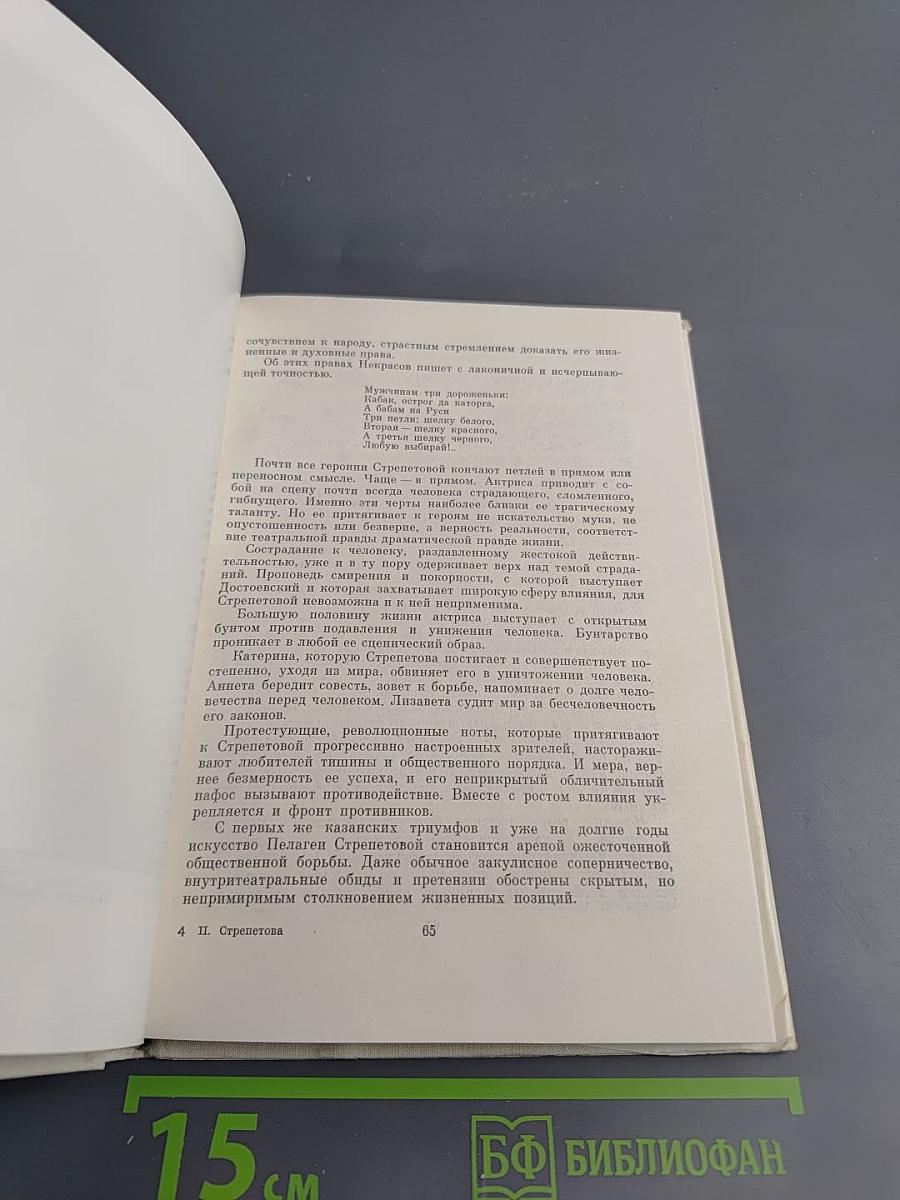 сочувствием к народу, страстным стремлением доказать его жиз-
ненные и духовные права.
Об этих правах Некрасов пишет с лаконичной и исчерпываю-
щей точностью.
Мужчинам три дороженьки:
Кабак, острог да каторга,
А бабам на Руси
Три петли: шелку белого,
Вторая — шелку красного,
А третья шелку черного,
Любую выбирай!..
Почти все героини Стрепетовой кончают петлей в прямом или
переносном смысле. Чаще — в прямом. Актриса приводит с со-
бой на сцену почти всегда человека страдающего, сломленного,
гибнущего. Именно эти черты наиболее близки ее трагическому
таланту. Но ее притягивает к героям не искательство муки, не
опустошенность или безверие, а верность реальности, соответст-
вие театральной правды драматической правде жизни.
Сострадание к человеку, раздавленному жестокой действи-
тельностью, уже и в ту пору одерживает верх над темой страда-
ний. Проповедь смирения и покорности, с которой выступает
Достоевский и которая захватывает широкую сферу влияния, для
Стрепетовой невозможна и к ней неприменима.
Большую половину жизни актриса выступает с открытым
бунтом против подавления и унижения человека. Бунтарство
проникает в любой ее сценический образ.
Катерина, которую Стрепетова постигает и совершенствует по-
степенно, уходя из мира, обвиняет его в уничтожении человека.
Аннета бередит совесть, зовет к борьбе, напоминает о долге чело-
вечества перед человеком. Лизавета судит мир за бесчеловечность
его законов.
Протестующие, революционные ноты, которые притягивают
к Стрепетовой прогрессивно настроенных зрителей, насторажи-
вают любителей тишины и общественного порядка. И мера, вер-
нее безмерность ее успеха, и его неприкрытый обличительный
пафос вызывают противодействие. Вместе с ростом влияния ук-
репляется и фронт противников.
С первых же казанских триумфов и уже на долгие годы
искусство Пелагеи Стрепетовой становится ареной ожесточенной
общественной борьбы. Даже обычное закулисное соперничество,
внутритеатральные обиды и претензии обострены скрытым, но
непримиримым столкновением жизненных позиций.
4 П. Стрепетова 65
15 см БФ БИБЛИОФАН